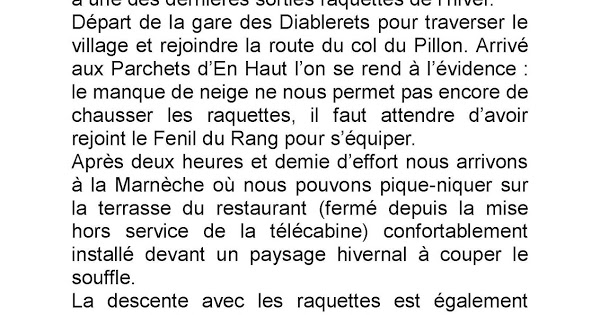 à une des dernières sorties raquettes de l'hiver.
Départ de la gare des Diablerets pour traverser le
village et rejoindre la route du col du Pillon. Arrivé
aux Parchets d'En Haut l'on se rend à l'évidence :
le manque de neige ne nous permet pas encore de
chausser les raquettes, il faut attendre d'avoir
rejoint le Fenil du Rang pour s'équiper.
Après deux heures et demie d'effort nous arrivons
à la Marnèche où nous pouvons pique-niquer sur
la terrasse du restaurant (fermé depuis la mise
hors service de la télécabine) confortablement
installé devant un paysage hivernal à couper le
souffle.
La descente avec les raquettes est également